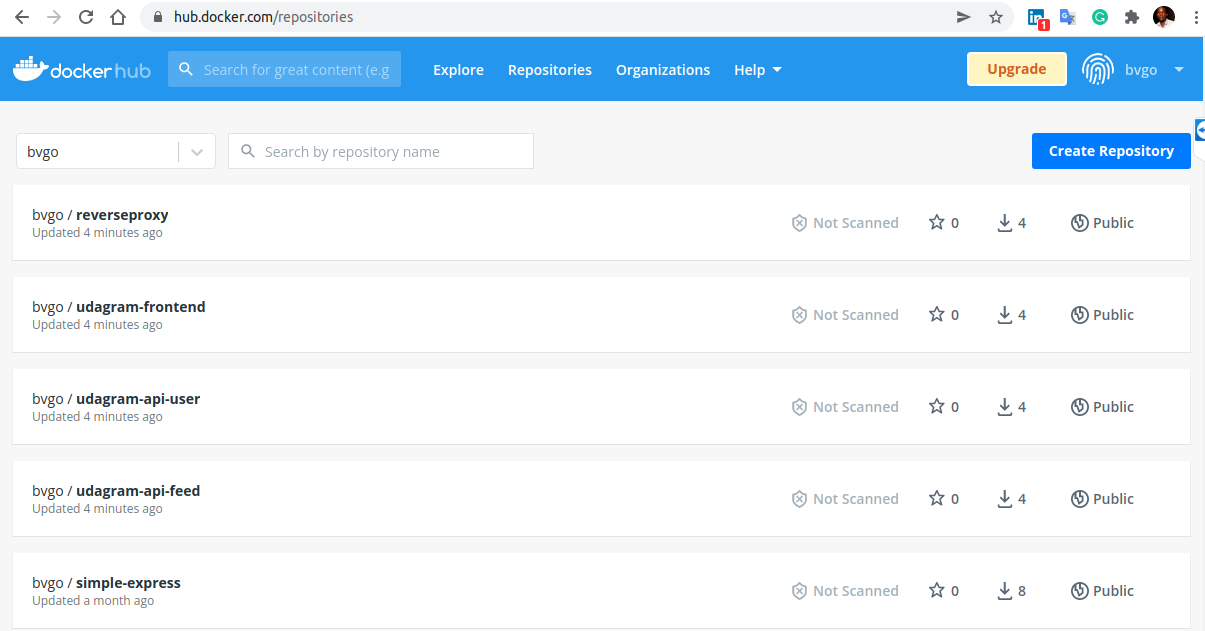 hub.docker.com/repositories
1
docker hub
Search for great content (e.g
Explore
Repositories
Organizations
Help
Upgrade
bvgo
bvgo
Search by repository name
Create Repository
bvgo / reverseproxy
Updated 4 minutes ago
Not Scanned
0
4
Public
bvgo / udagram-frontend
Updated 4 minutes ago
Not Scanned
0
4
Public
bvgo / udagram-api-user
Updated 4 minutes ago
Not Scanned
0
4
Public
bvgo / udagram-api-feed
Updated 4 minutes ago
Not Scanned
0
4
Public
bvgo / simple-express
Updated a month ago
Not Scanned
0
8
Public